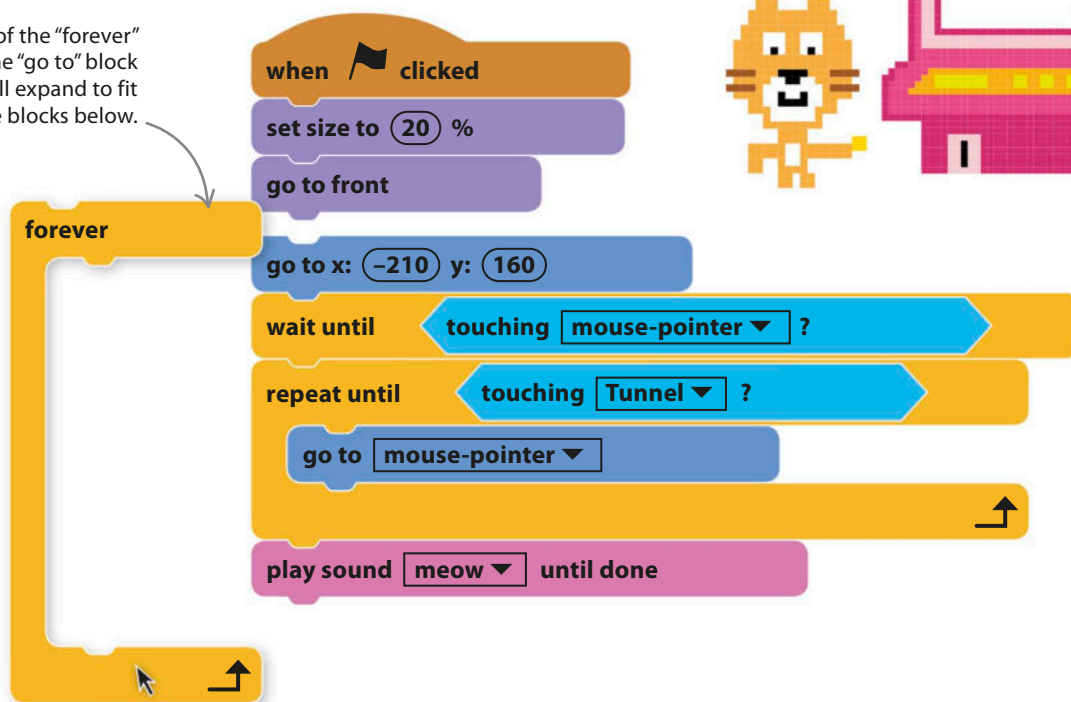 of the “forever”
“go to” block
expand to fit
blocks below.
when clicked
set size to 20 %
go to front
forever
go to x: –210 y: 160
wait until touching mouse-pointer ?
repeat until touching Tunnel ?
go to mouse-pointer
play sound meow until done